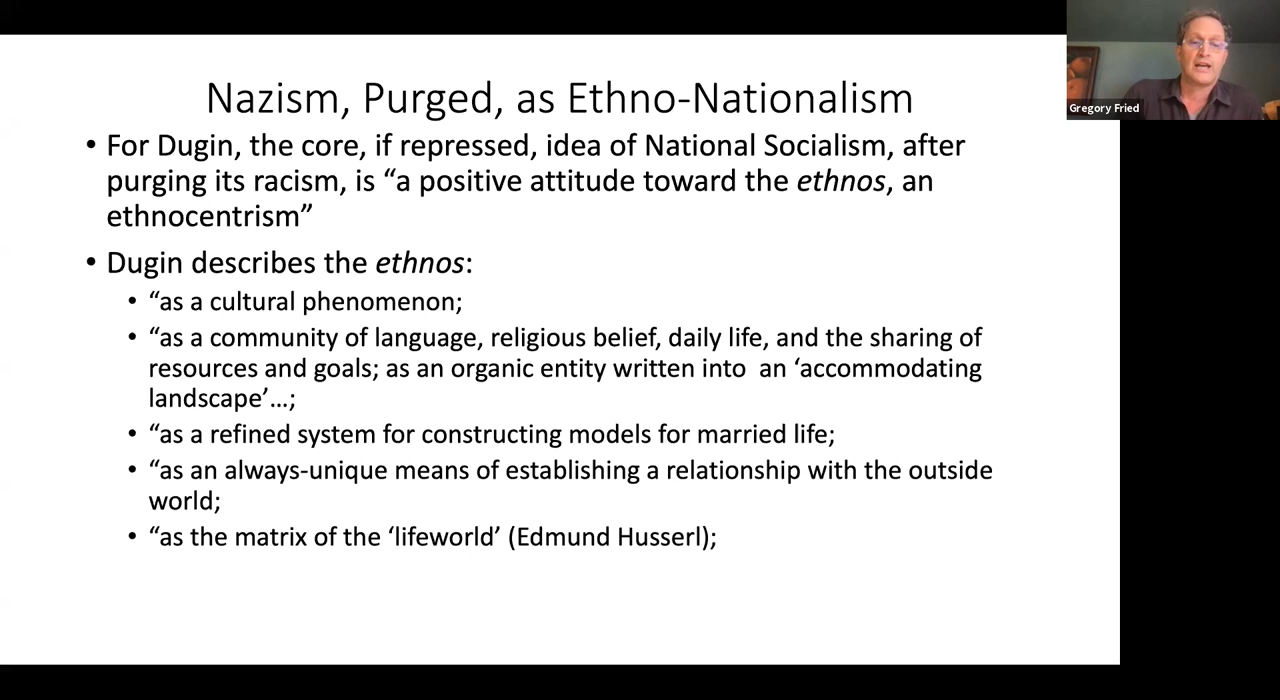 Nazism, Purged, as Ethno-Nationalism
• For Dugin, the core, if repressed, idea of National Socialism, after
purging its racism, is “a positive attitude toward the ethnos, an
ethnocentrism”
• Dugin describes the ethnos:
• “as a cultural phenomenon;
• “as a community of language, religious belief, daily life, and the sharing of
resources and goals; as an organic entity written into an ‘accommodating
landscape’…;
• “as a refined system for constructing models for married life;
• “as an always-unique means of establishing a relationship with the outside
world;
• “as the matrix of the ‘lifeworld’ (Edmund Husserl);
Gregory Fried